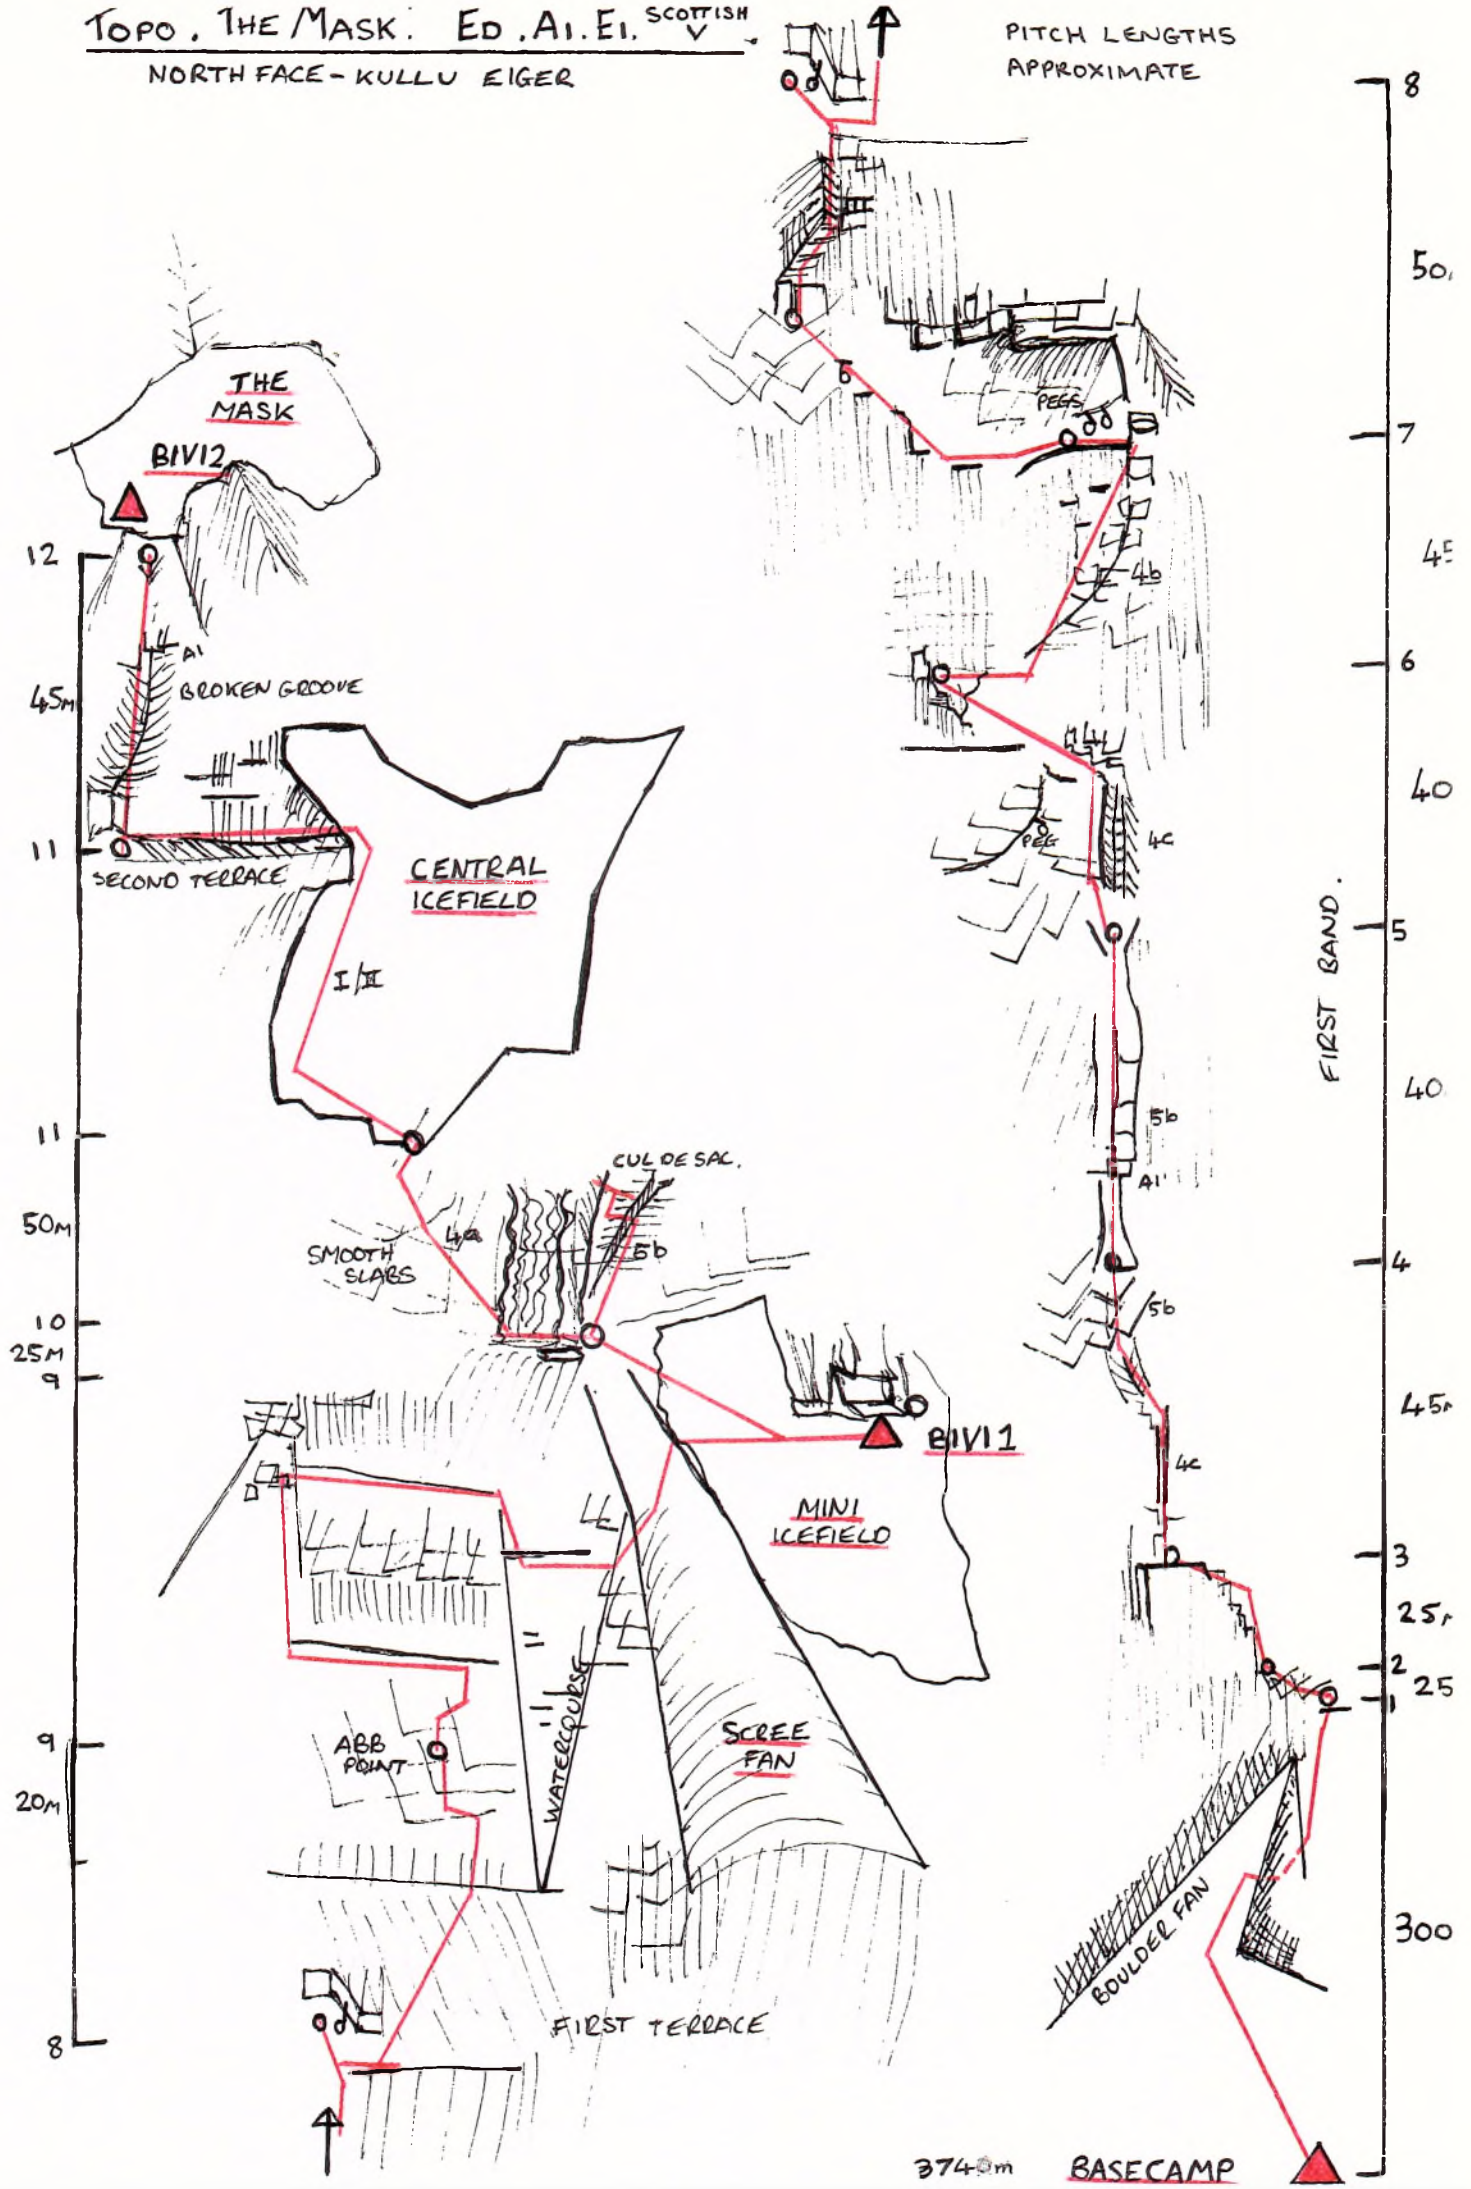 TOPO. THE MASK. ED. A1. E1. SCOTTISH V
NORTH FACE - KULLU EIGER
PITCH LENGTHS
APPROXIMATE
8
50
6
PEGS
7
45
4b
6
40
PEG
4c
5
FIRST BAND.
40
5b
A1
4
5b
45m
4c
3
25m
2
25
1
BOULDER FAN
300
3740m
BASECAMP
THE
MASK
BIVI 2
12
A1
45m
BROKEN GROOVE
11
SECOND TERRACE
CENTRAL
ICEFIELD
I/II
11
CUL DE SAC.
50M
4a
5b
SMOOTH
SLABS
10
25M
9
BIVI 1
MINI
ICEFIELD
WATERCOURSE
SCREE
FAN
9
ABB
POINT
20M
FIRST TERRACE
8